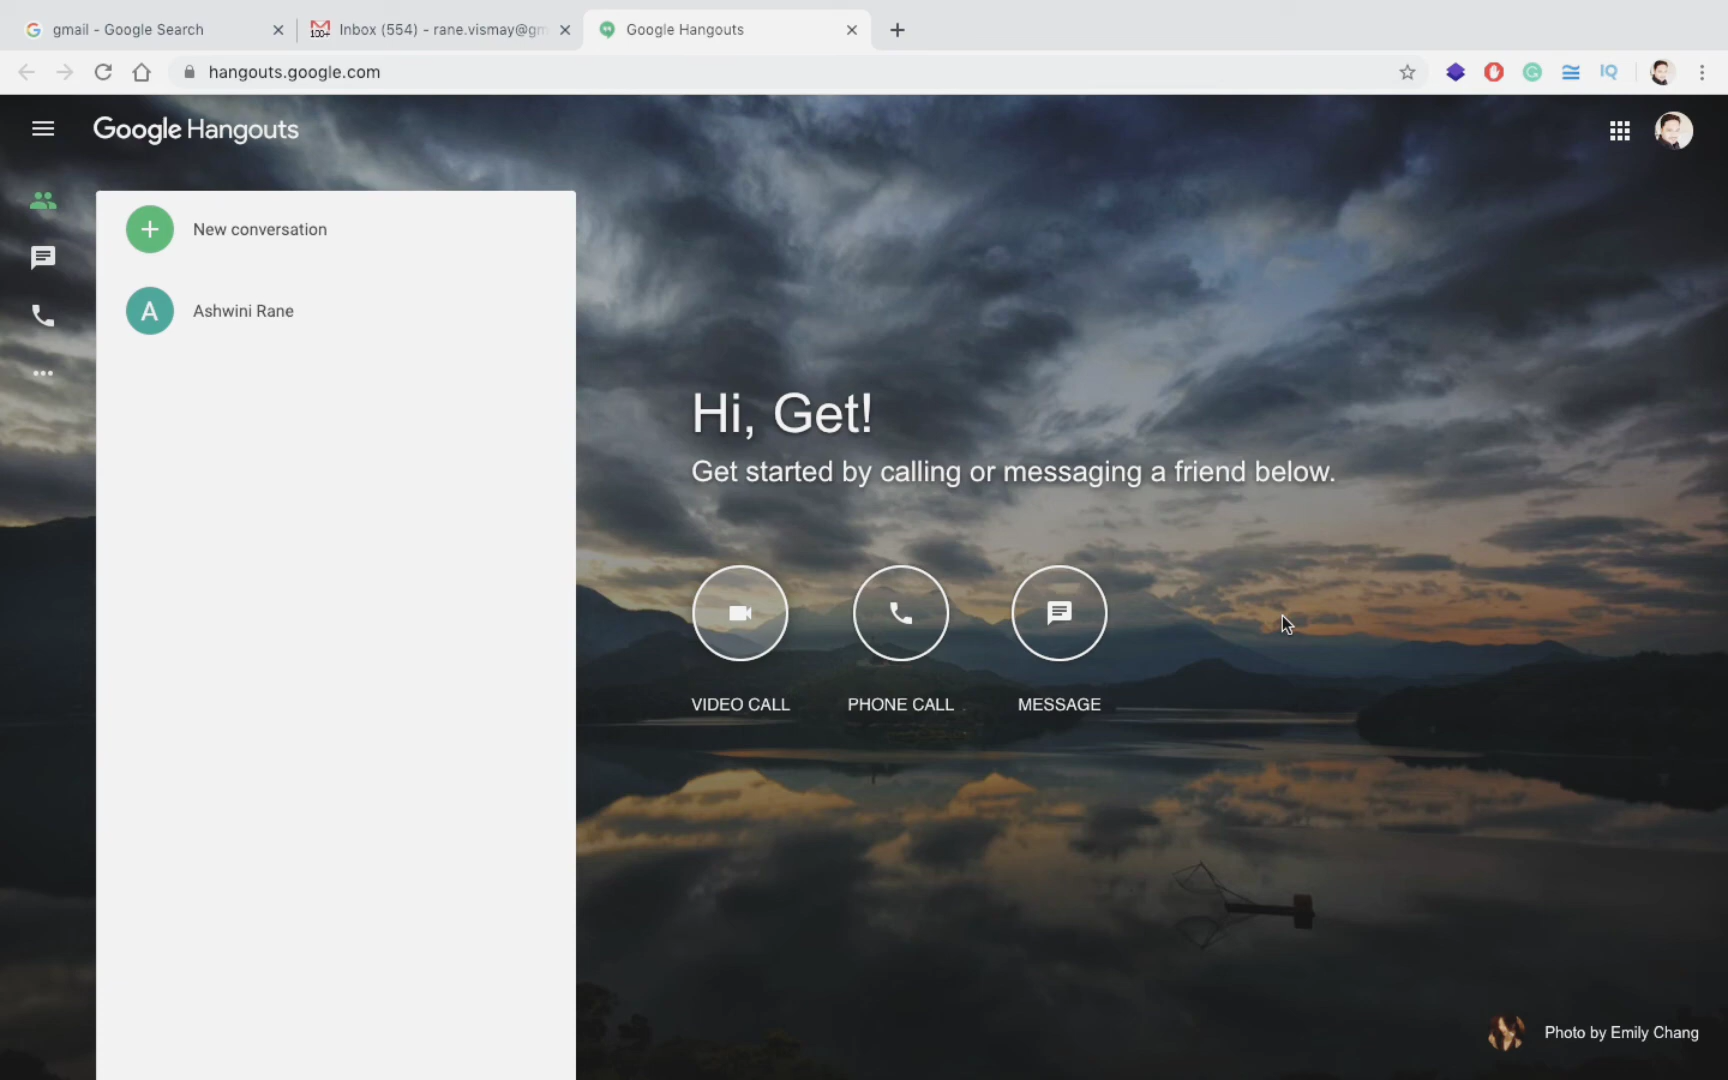 gmail - Google Search
Inbox (554) - rane.vismay@gm
Google Hangouts
hangouts.google.com
IQ
Google Hangouts
New conversation
A
Ashwini Rane
Hi, Get!
Get started by calling or messaging a friend below.
VIDEO CALL
PHONE CALL
MESSAGE
Photo by Emily Chang